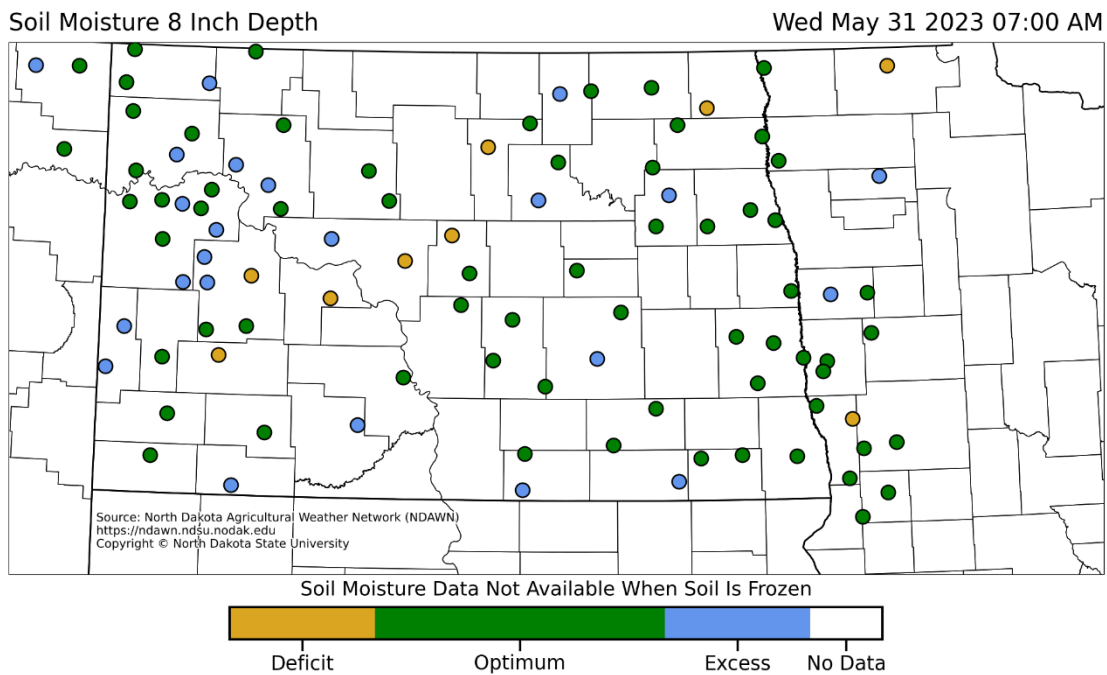 Soil Moisture 8 Inch Depth
Wed May 31 2023 07:00 AM
Source: North Dakota Agricultural Weather Network (NDAWN)
https://ndawn.ndsu.nodak.edu
Copyright © North Dakota State University
Soil Moisture Data Not Available When Soil Is Frozen
Deficit
Optimum
Excess
No Data